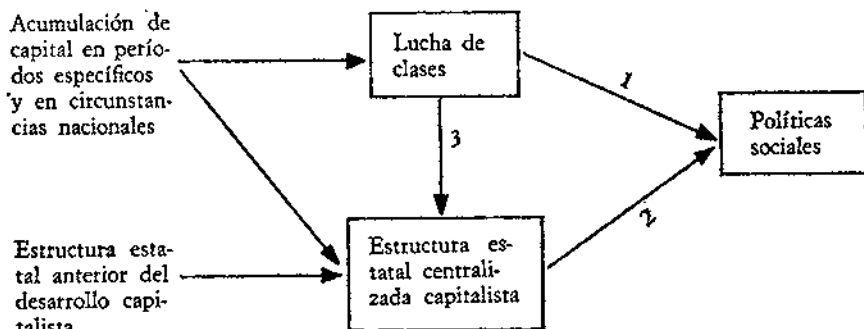 Acumulación de
capital en perío-
dos específicos
y en circunstan-
cias nacionales
Lucha de
clases
1
Políticas
sociales
3
2
Estructura esta-
tal anterior del
desarrollo capi-
talista
Estructura es-
tatal centrali-
zada capitalista